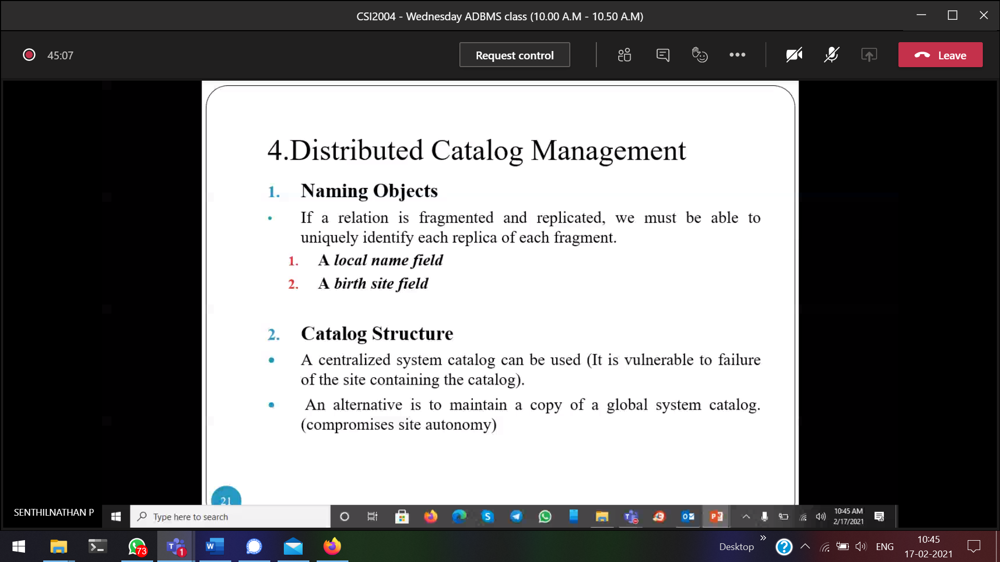 CSI2004 - Wednesday ADBMS class (10.00 A.M - 10.50 A.M)
45:07
Request control
Leave
4.Distributed Catalog Management
1. Naming Objects
• If a relation is fragmented and replicated, we must be able to
uniquely identify each replica of each fragment.
1. A local name field
2. A birth site field
2. Catalog Structure
• A centralized system catalog can be used (It is vulnerable to failure
of the site containing the catalog).
• An alternative is to maintain a copy of a global system catalog.
(compromises site autonomy)
21
SENTHILNATHAN P
Type here to search
10:45 AM
2/17/2021
73
1
Desktop
ENG
10:45
17-02-2021